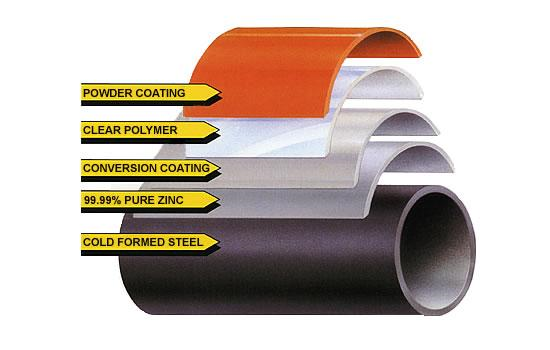 POWDER COATING
CLEAR POLYMER
CONVERSION COATING
99.99% PURE ZINC
COLD FORMED STEEL